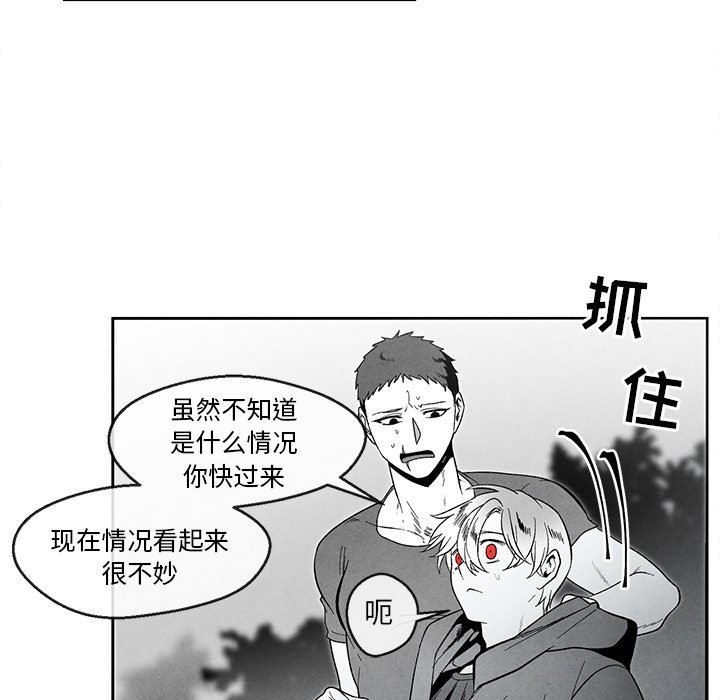 抓
住
虽然不知道
是什么情况
你快过来
现在情况看起来
很不妙
呃